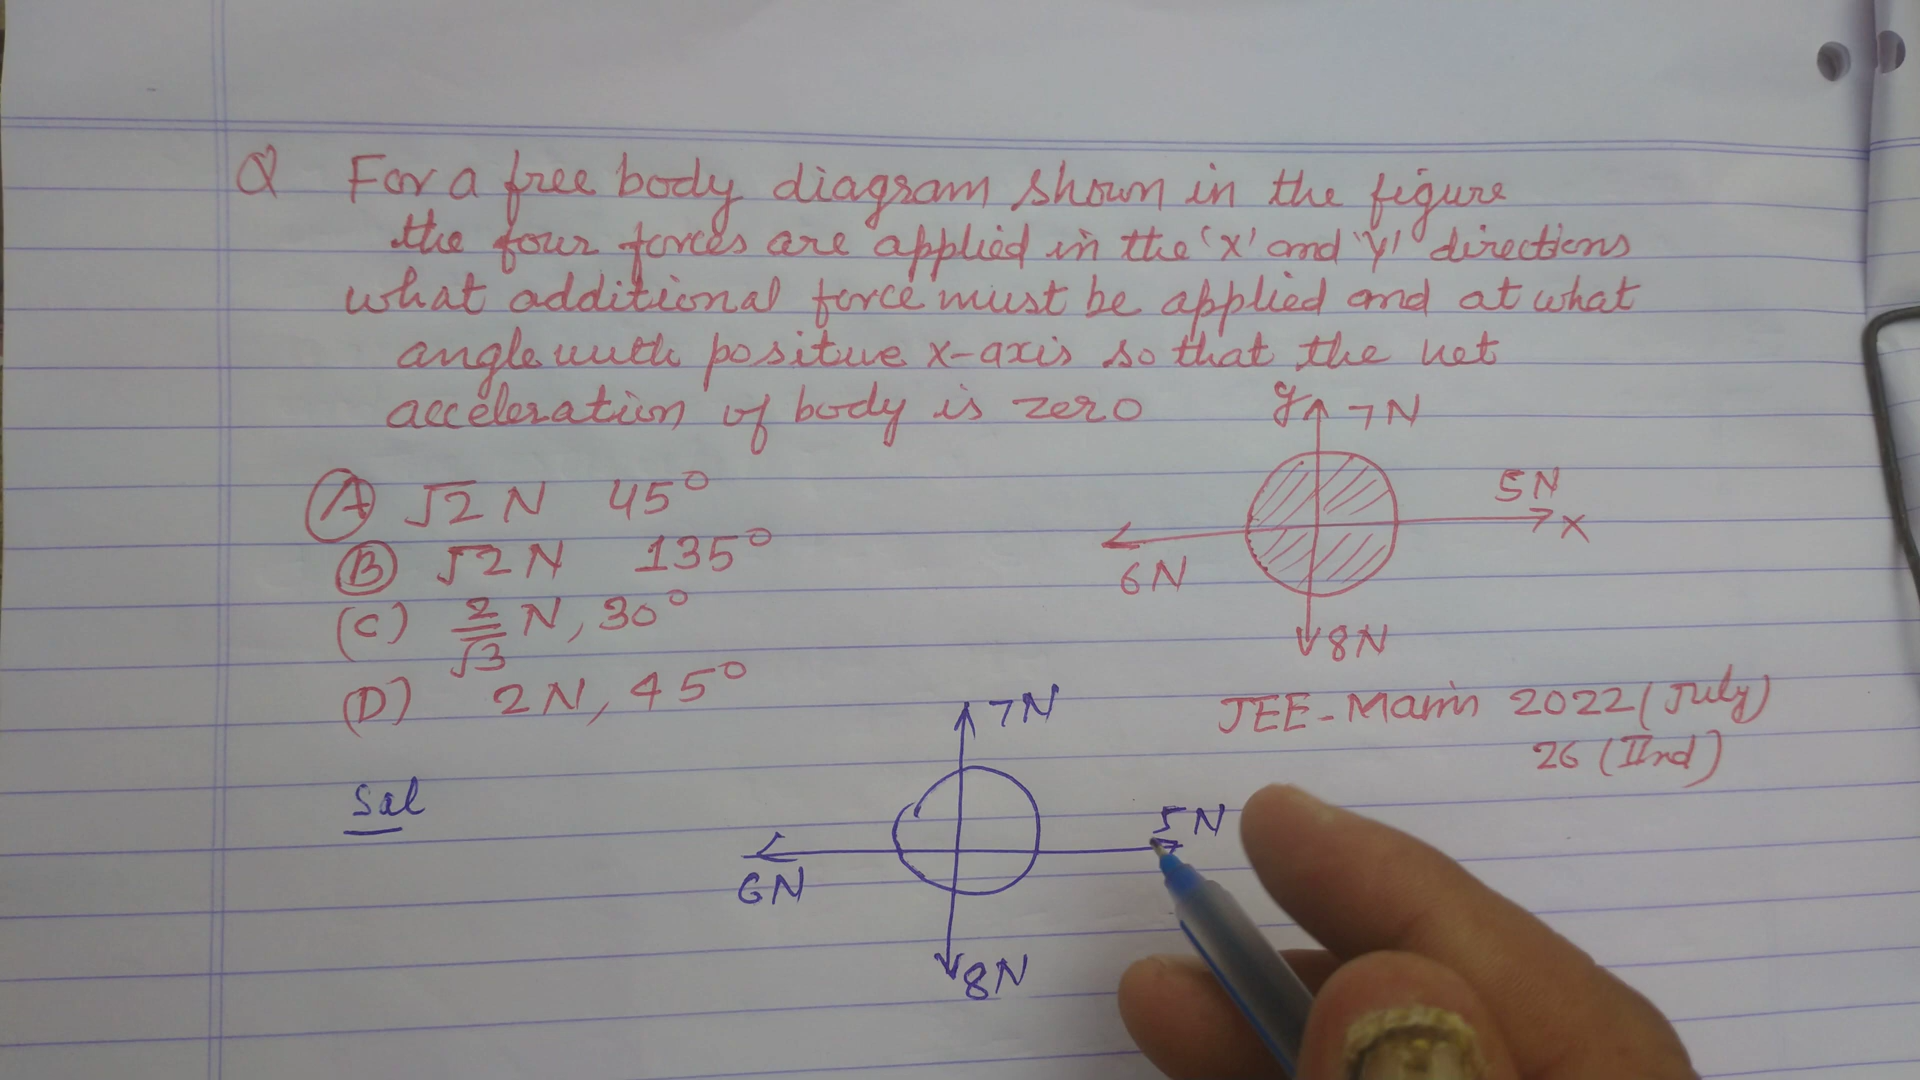 Q For a free body diagram shown in the figure
the four forces are applied in the 'x' and 'y' directions
what additional force must be applied and at what
angle with positive x-axis so that the net
acceleration of body is zero
y 7N
(A) √2 N 45°
5N
x
(B) √2 N 135°
6N
(C) 2/√3 N, 30°
8N
(D) 2N, 45°
JEE-Main 2022 (July)
26 (IInd)
7N
Sol
5N
6N
8N